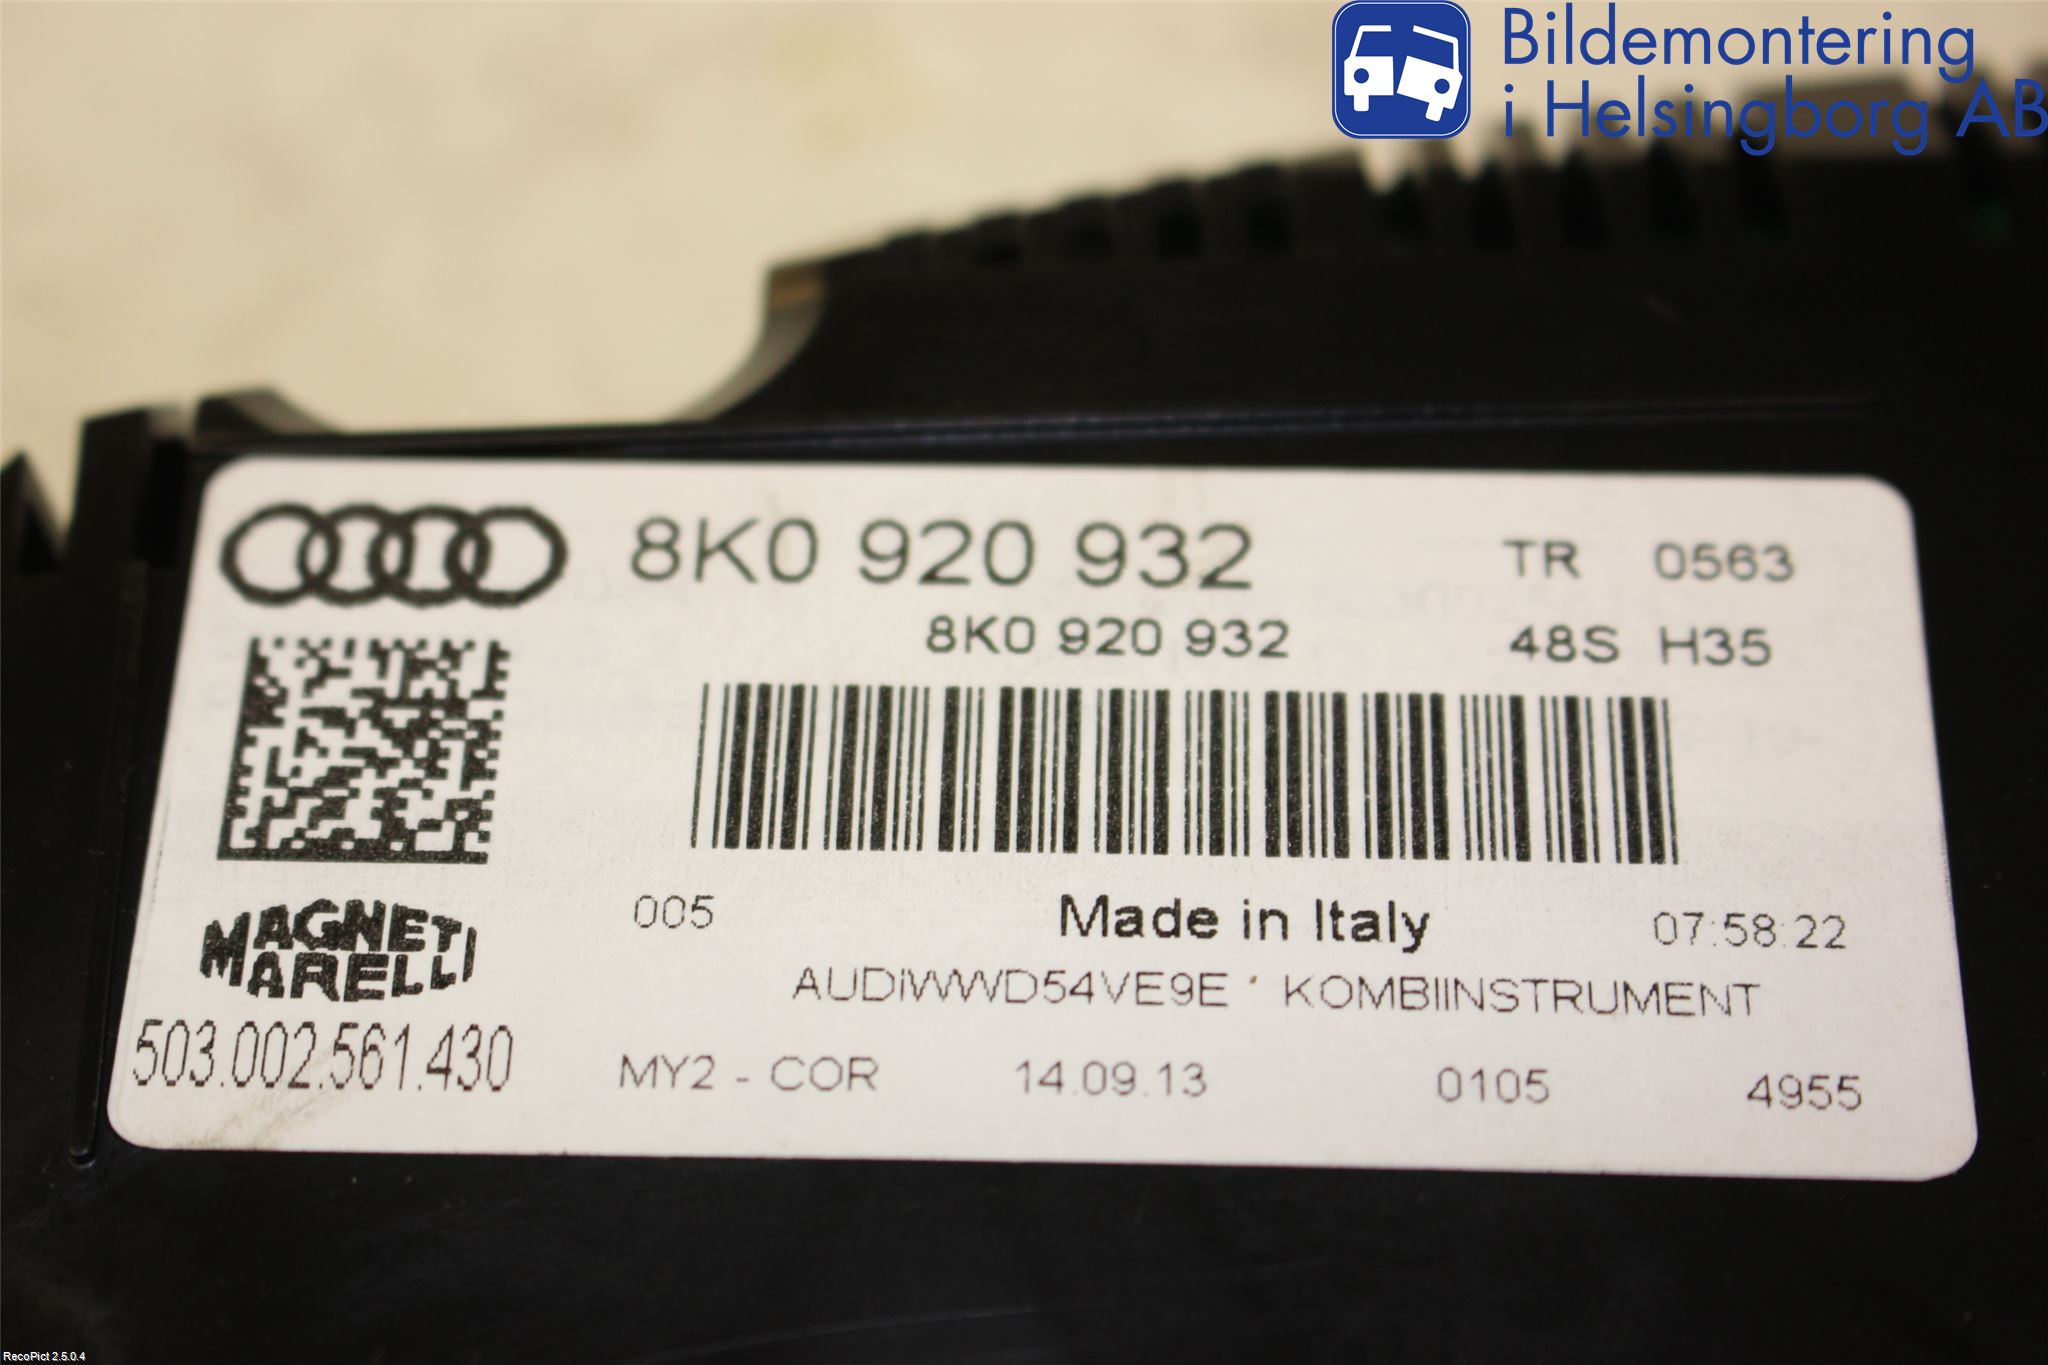 Bildemontering
i Helsingborg AB
8K0 920 932 TR 0563
8K0 920 932 48S H35
MAGNETI
MARELLI
005 Made in Italy 07:58:22
AUDiWWD54VE9E ' KOMBIINSTRUMENT
503.002.561.430
MY2 - COR 14.09.13 0105 4955
RecoPict 2.5.0.4